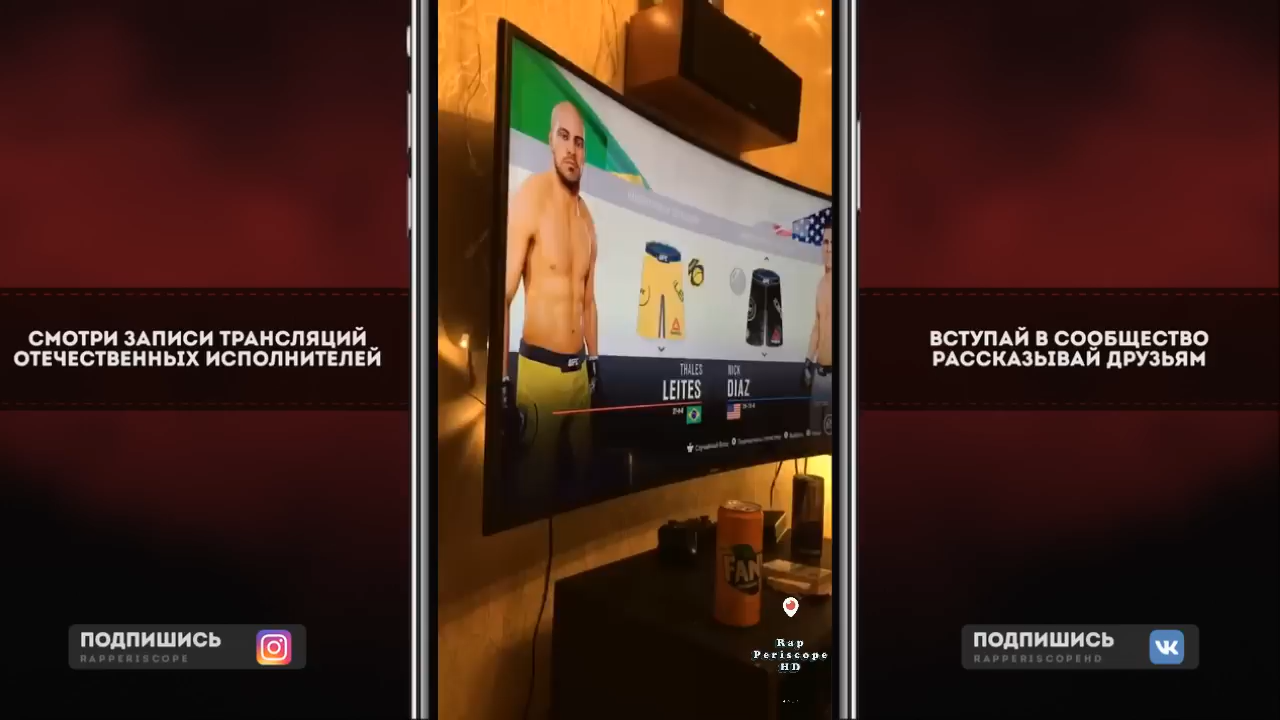 СМОТРИ ЗАПИСИ ТРАНСЛЯЦИЙ
ОТЕЧЕСТВЕННЫХ ИСПОЛНИТЕЛЕЙ
ПОДПИШИСЬ
RAPPERISCOPE
UFC
THALES
LEITES
NICK
DIAZ
FAN
Rap
Periscope
HD
ВСТУПАЙ В СООБЩЕСТВО
РАССКАЗЫВАЙ ДРУЗЬЯМ
ПОДПИШИСЬ
RAPPERISCOPEHD